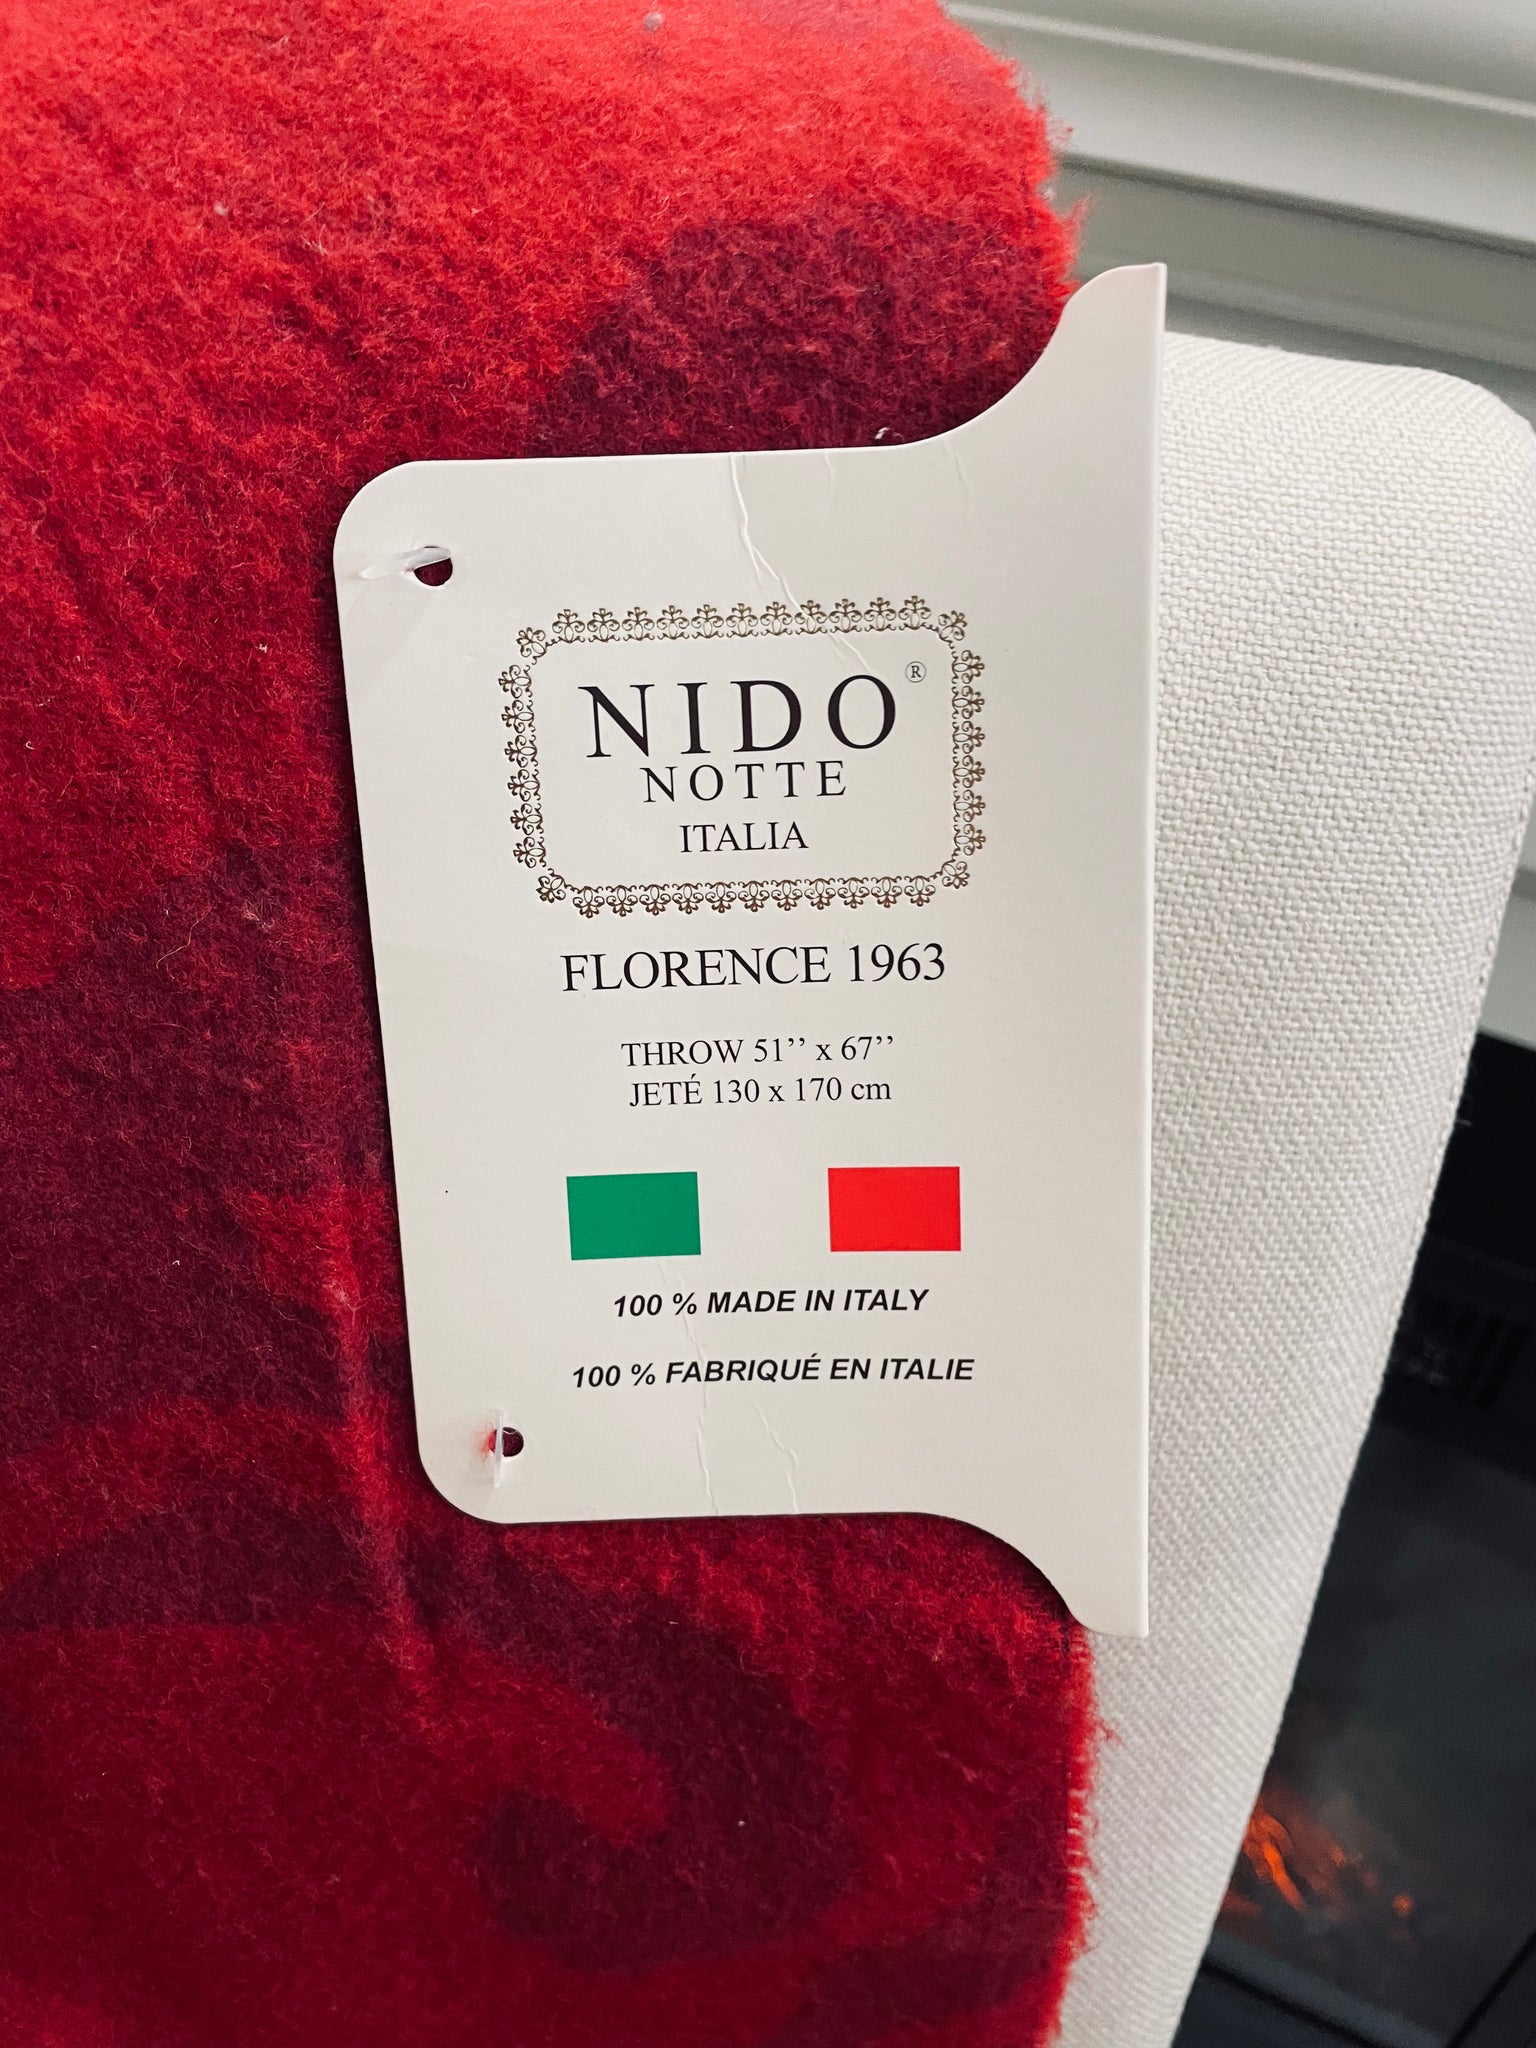 NIDO®
NOTTE
ITALIA
FLORENCE 1963
THROW 51’’ x 67’’
JETÉ 130 x 170 cm
100 % MADE IN ITALY
100 % FABRIQUÉ EN ITALIE